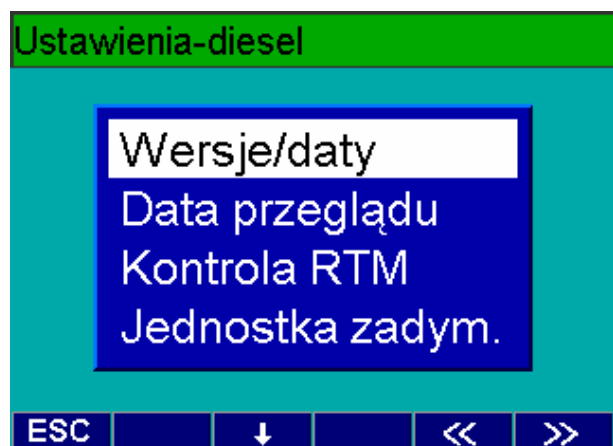 Ustawienia-diesel
Wersje/daty
Data przeglądu
Kontrola RTM
Jednostka zadym.
ESC ↓ << >>